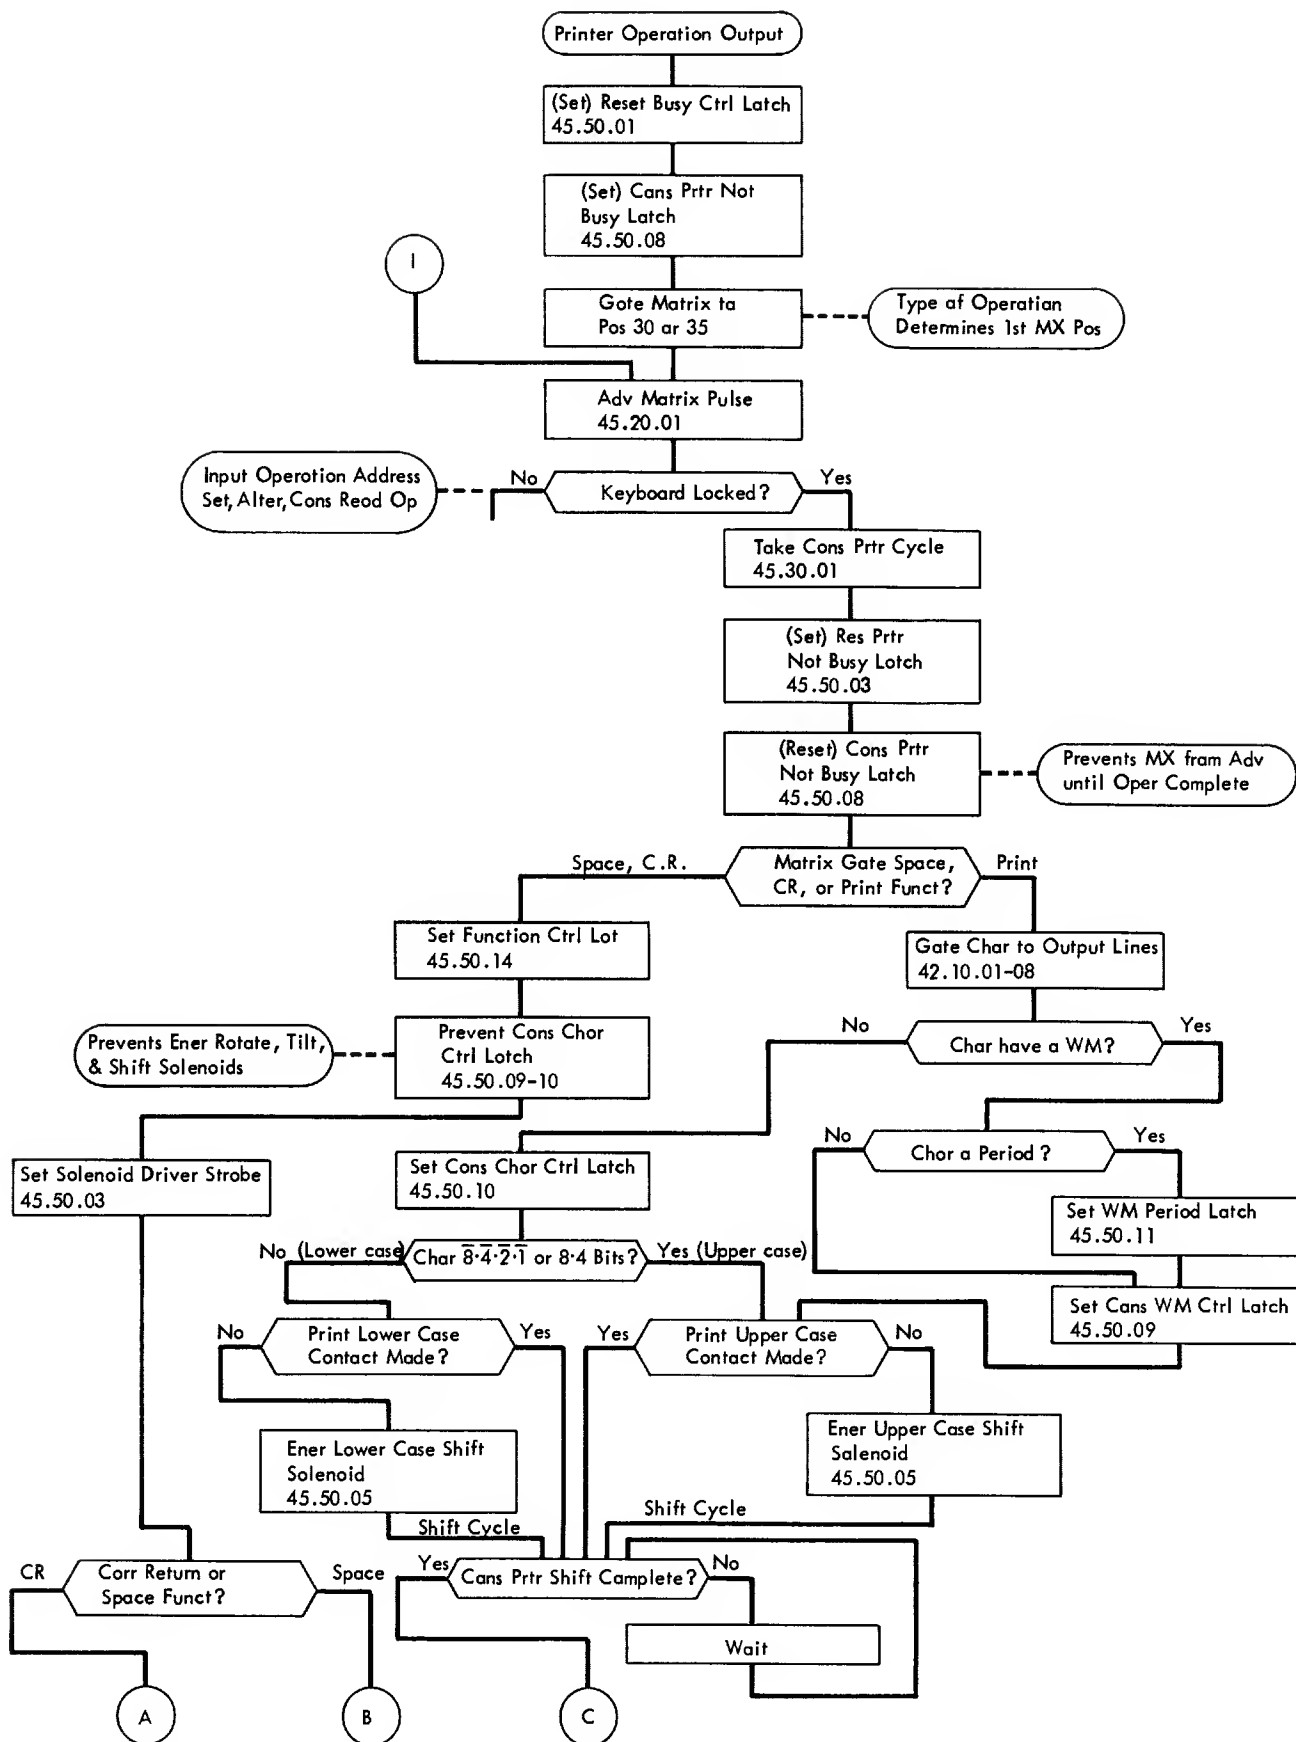 Printer Operation Output
(Set) Reset Busy Ctrl Latch
45.50.01
(Set) Cans Prtr Not
Busy Latch
45.50.08
I
Gote Matrix ta
Pos 30 ar 35
Type af Operatian
Determines 1st MX Pos
Adv Matrix Pulse
45.20.01
Input Operotion Address
Set, Alter, Cons Reod Op
No
Keyboard Locked?
Yes
Take Cons Prtr Cycle
45.30.01
(Set) Res Prtr
Not Busy Lotch
45.50.03
(Reset) Cons Prtr
Not Busy Latch
45.50.08
Prevents MX fram Adv
until Oper Complete
Space, C.R.
Matrix Gate Space,
CR, or Print Funct?
Print
Set Function Ctrl Lot
45.50.14
Gate Char to Output Lines
42.10.01-08
Prevents Ener Rotate, Tilt,
& Shift Solenoids
Prevent Cons Chor
Ctrl Lotch
45.50.09-10
No
Char have a WM?
Yes
No
Chor a Period?
Yes
Set Solenoid Driver Strobe
45.50.03
Set Cons Chor Ctrl Latch
45.50.10
Set WM Period Latch
45.50.11
No (Lower case)
Char 8̅·4̅·2̅·1̅ or 8·4 Bits?
Yes (Upper case)
Set Cans WM Ctrl Latch
45.50.09
No
Print Lower Case
Contact Made?
Yes
Yes
Print Upper Case
Contact Made?
No
Ener Lower Case Shift
Solenoid
45.50.05
Ener Upper Case Shift
Salenoid
45.50.05
Shift Cycle
Shift Cycle
CR
Corr Return or
Space Funct?
Space
Yes
Cans Prtr Shift Camplete?
No
Wait
A
B
C